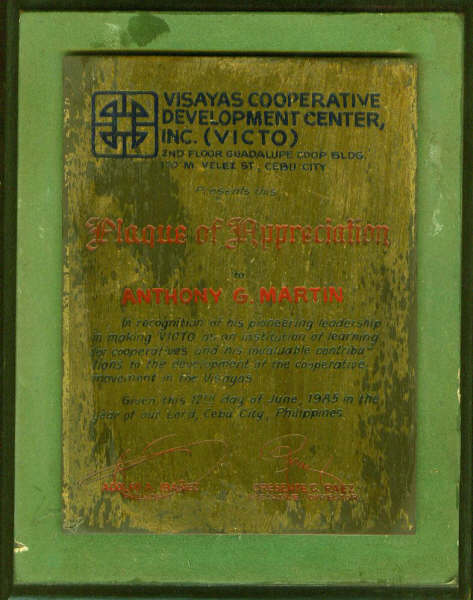 VISAYAS COOPERATIVE
DEVELOPMENT CENTER,
INC. (VICTO)
2ND FLOOR GUADALUPE COOP BLDG.
M. VELEZ ST., CEBU CITY
Presents this
Plaque of Appreciation
to
ANTHONY G. MARTIN
In recognition of his pioneering leadership
in making VICTO as an institution of learning
for cooperatives and his invaluable contribu-
tions to the development of the cooperative
movement in the Visayas.
Given this 12th day of June, 1985 in the
year of our Lord, Cebu City, Philippines.